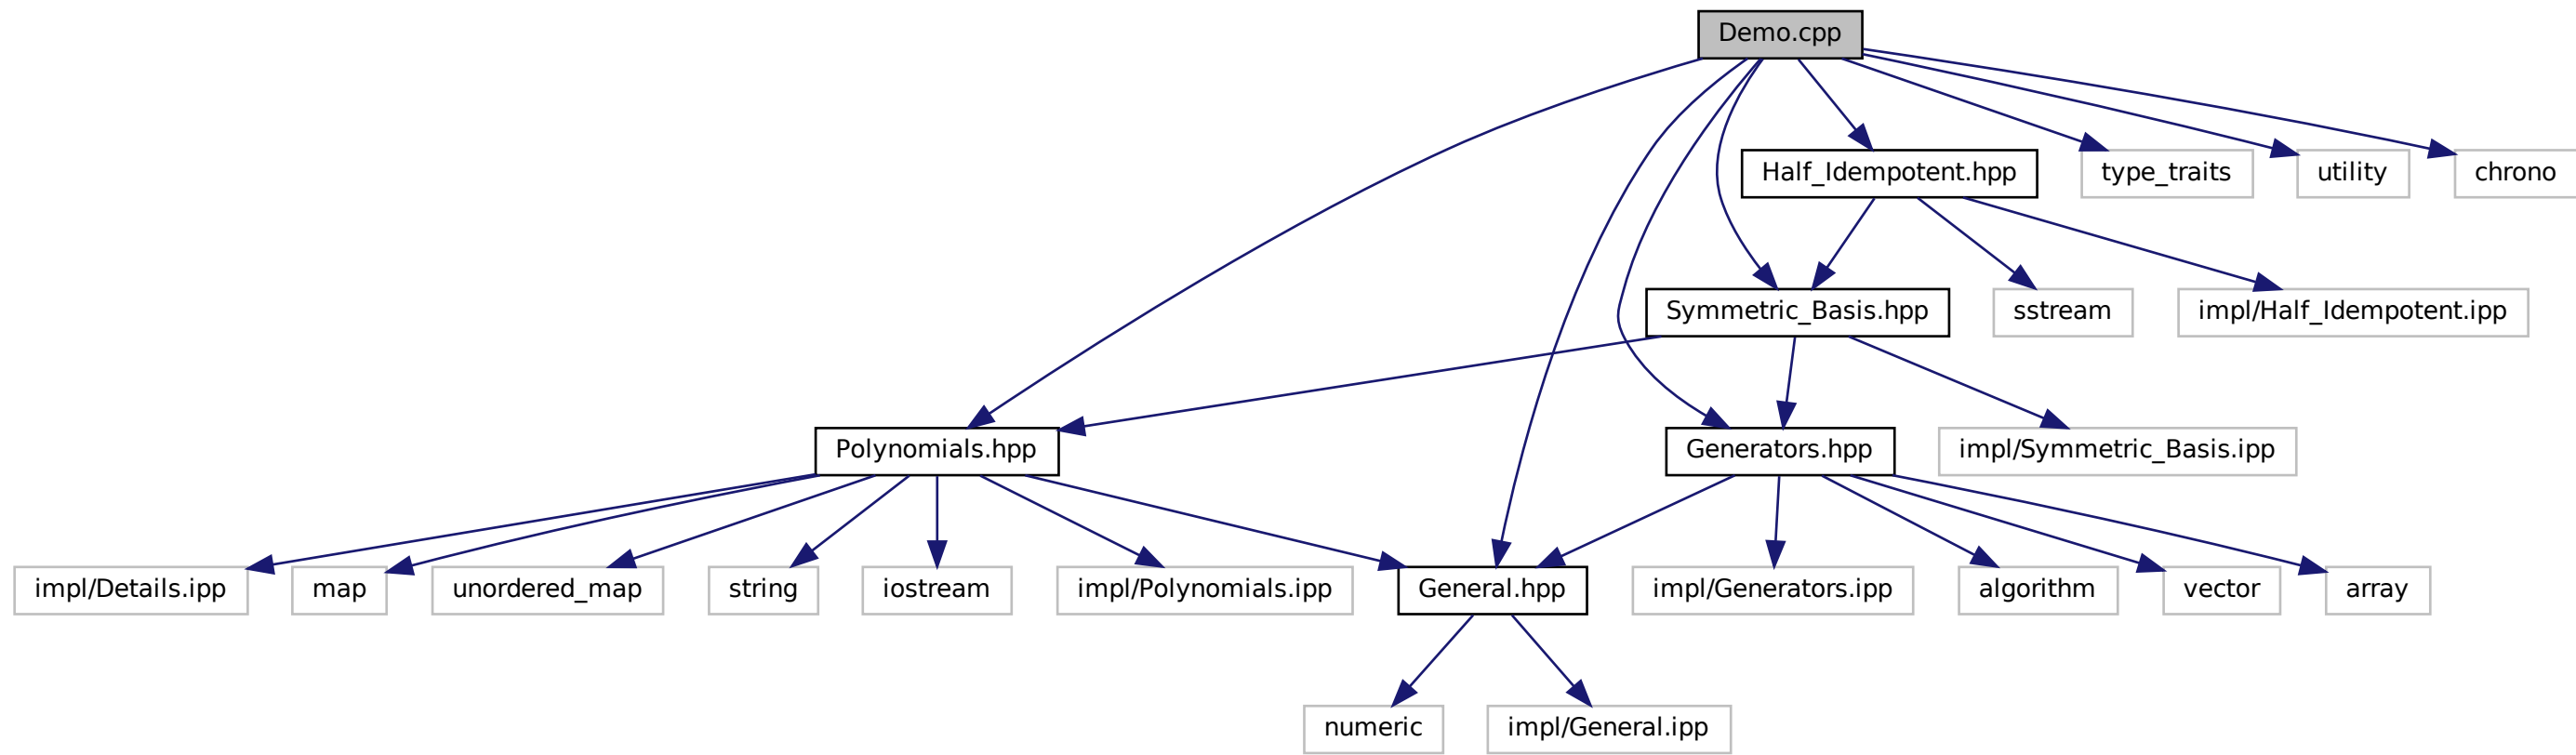 Demo.cpp
Half_Idempotent.hpp
type_traits
utility
chrono
Symmetric_Basis.hpp
sstream
impl/Half_Idempotent.ipp
Polynomials.hpp
Generators.hpp
impl/Symmetric_Basis.ipp
impl/Details.ipp
map
unordered_map
string
iostream
impl/Polynomials.ipp
General.hpp
impl/Generators.ipp
algorithm
vector
array
numeric
impl/General.ipp